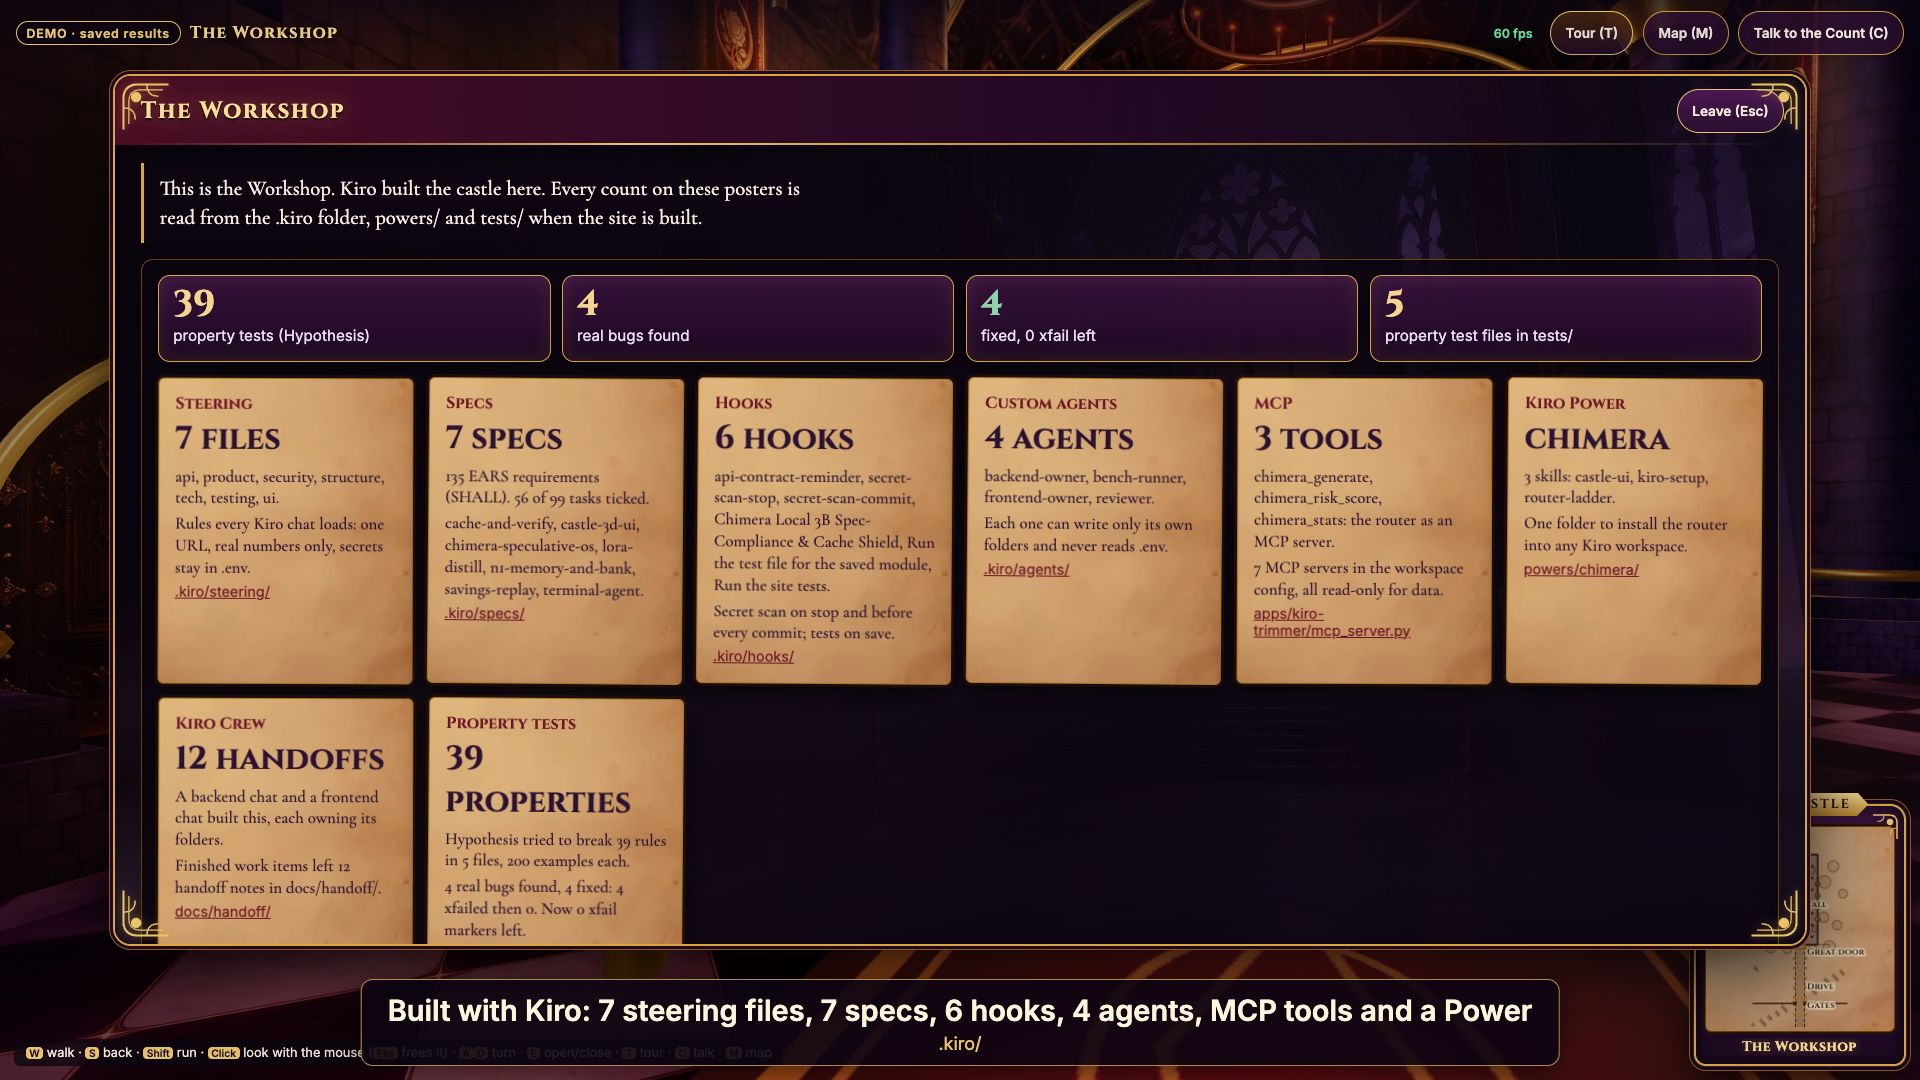 DEMO · saved results
The Workshop
60 fps
Tour (T)
Map (M)
Talk to the Count (C)
The Workshop
Leave (Esc)
This is the Workshop. Kiro built the castle here. Every count on these posters is
read from the .kiro folder, powers/ and tests/ when the site is built.
39
property tests (Hypothesis)
4
real bugs found
4
fixed, 0 xfail left
5
property test files in tests/
Steering
7 files
api, product, security, structure,
tech, testing, ui.
Rules every Kiro chat loads: one
URL, real numbers only, secrets
stay in .env.
.kiro/steering/
Specs
7 specs
135 EARS requirements
(SHALL). 56 of 99 tasks ticked.
cache-and-verify, castle-3d-ui,
chimera-speculative-os, lora-
distill, n1-memory-and-bank,
savings-replay, terminal-agent.
.kiro/specs/
Hooks
6 hooks
api-contract-reminder, secret-
scan-stop, secret-scan-commit,
Chimera Local 3B Spec-
Compliance & Cache Shield, Run
the test file for the saved module,
Run the site tests.
Secret scan on stop and before
every commit; tests on save.
.kiro/hooks/
Custom agents
4 agents
backend-owner, bench-runner,
frontend-owner, reviewer.
Each one can write only its own
folders and never reads .env.
.kiro/agents/
MCP
3 tools
chimera_generate,
chimera_risk_score,
chimera_stats: the router as an
MCP server.
7 MCP servers in the workspace
config, all read-only for data.
apps/kiro-
trimmer/mcp_server.py
Kiro Power
chimera
3 skills: castle-ui, kiro-setup,
router-ladder.
One folder to install the router
into any Kiro workspace.
powers/chimera/
Kiro Crew
12 handoffs
A backend chat and a frontend
chat built this, each owning its
folders.
Finished work items left 12
handoff notes in docs/handoff/.
docs/handoff/
Property tests
39
properties
Hypothesis tried to break 39 rules
in 5 files, 200 examples each.
4 real bugs found, 4 fixed: 4
xfailed then 0. Now 0 xfail
markers left.
STLE
ALL
GREAT DOOR
DRIVE
GATES
The Workshop
Built with Kiro: 7 steering files, 7 specs, 6 hooks, 4 agents, MCP tools and a Power
.kiro/
W walk · S back · Shift run · Click look with the mouse (Esc frees it) · A D turn · E open/close · T tour · C talk · M map